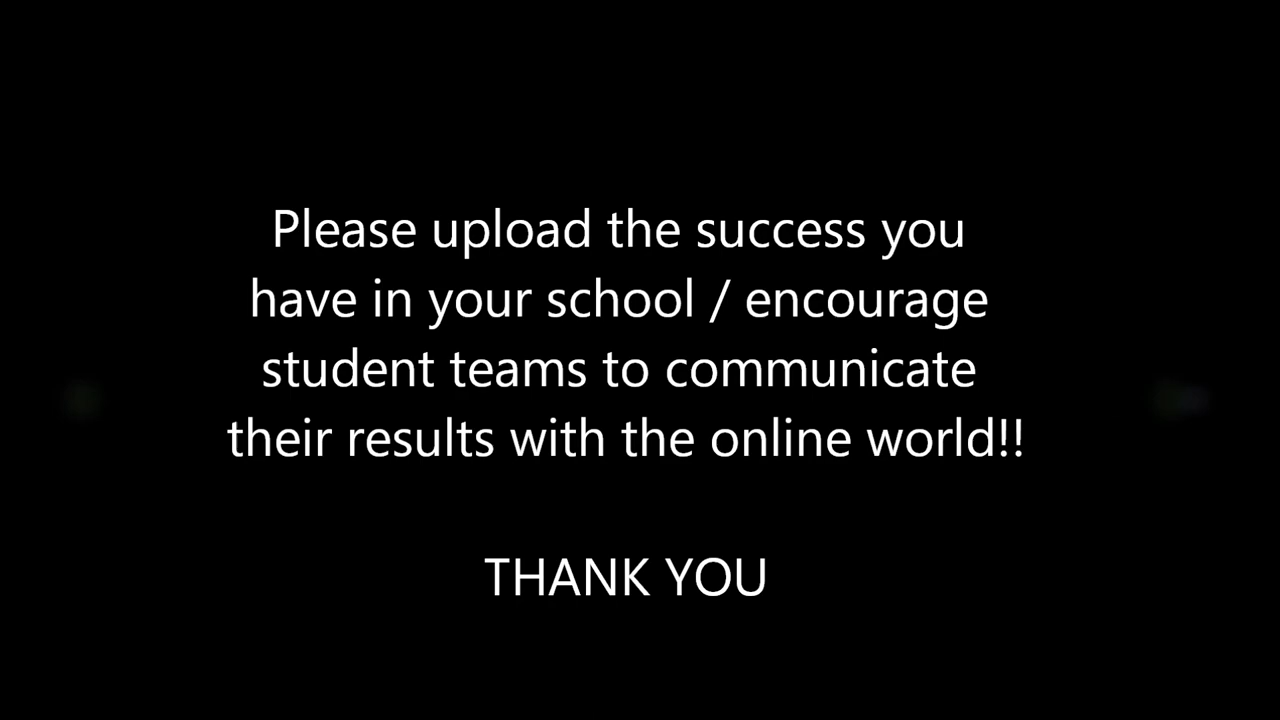 Please upload the success you
have in your school / encourage
student teams to communicate
their results with the online world!!
THANK YOU